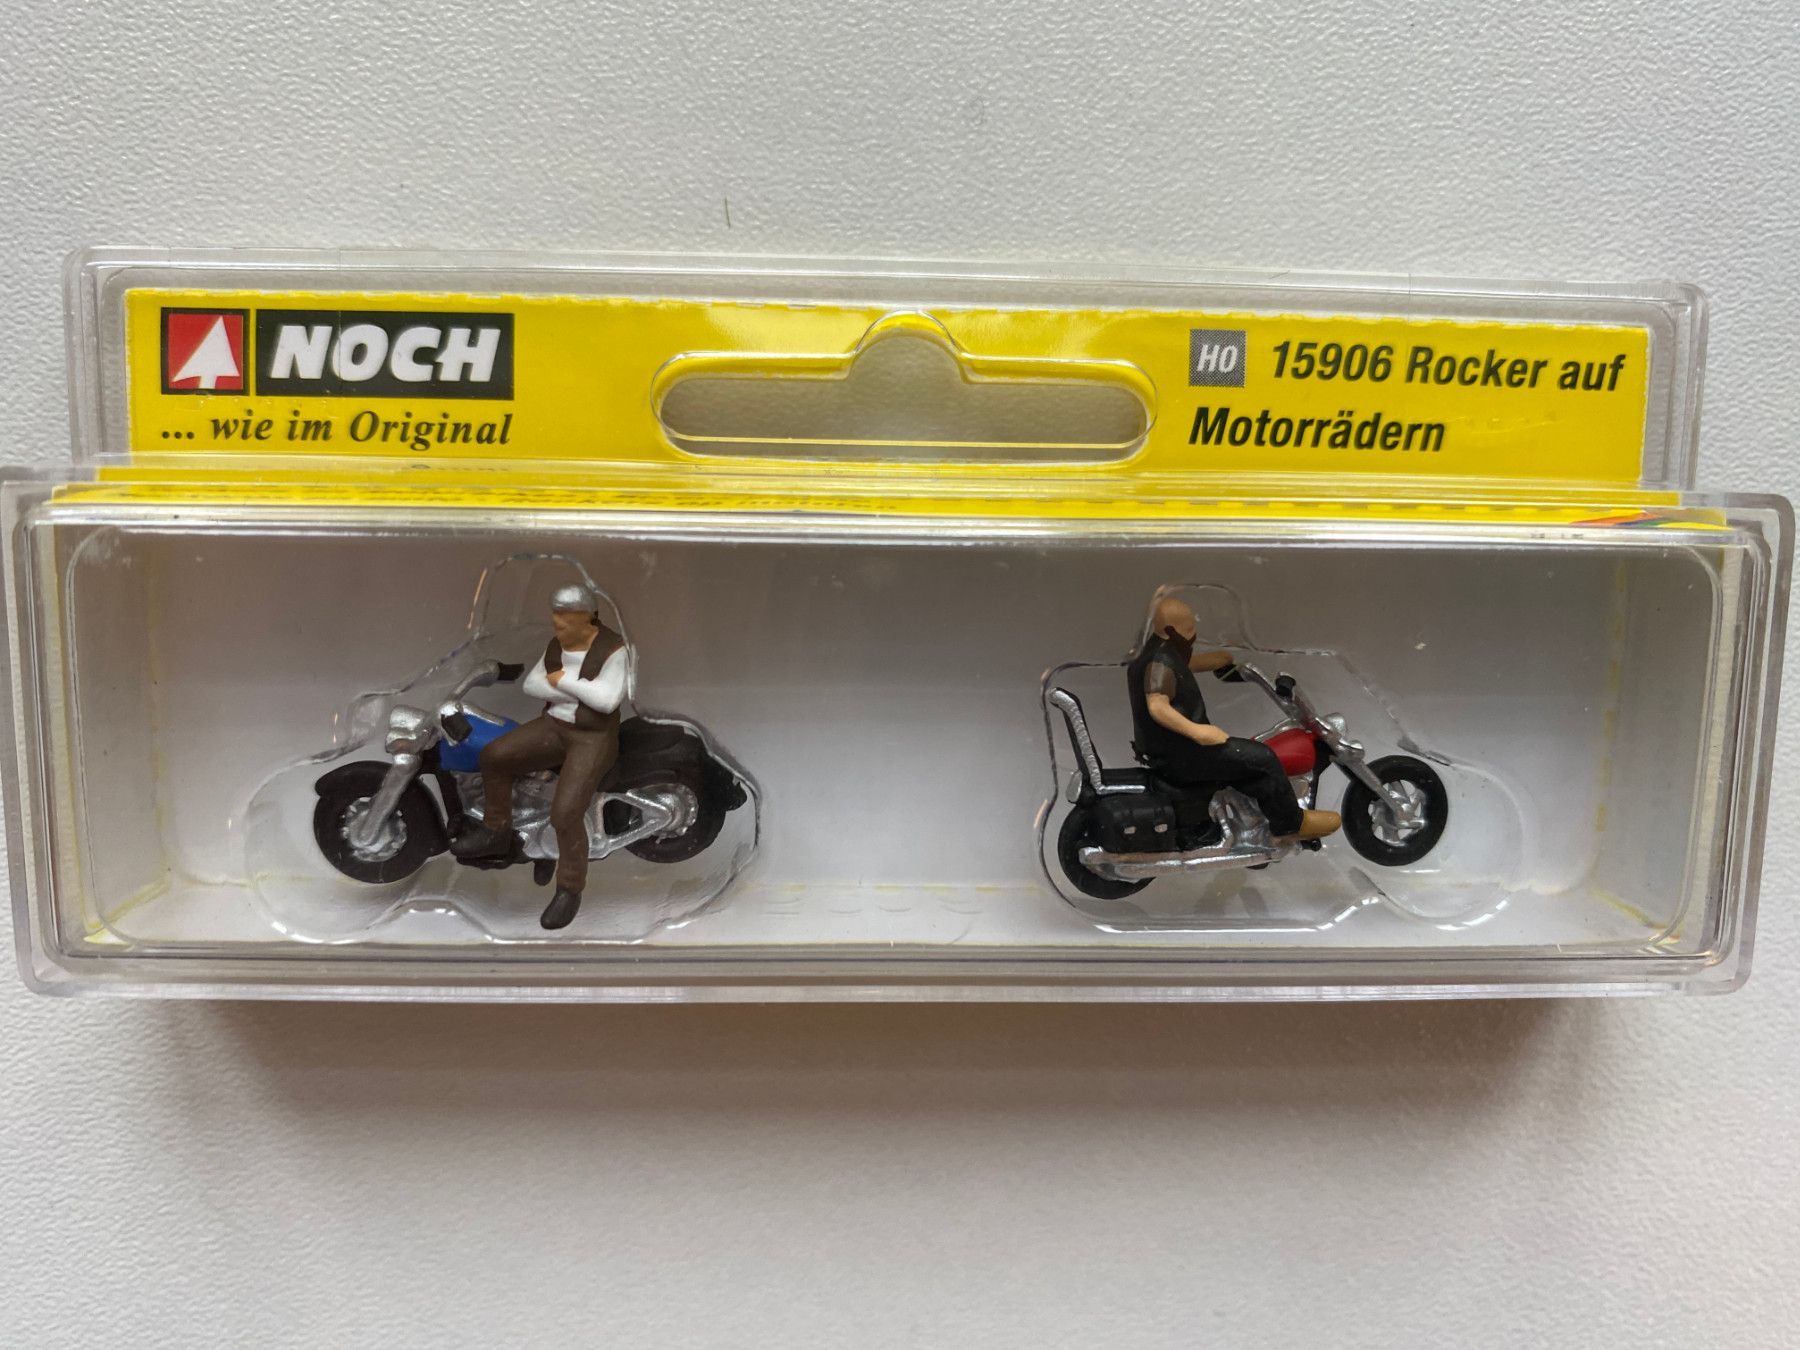 NOCH
... wie im Original
H0 15906 Rocker auf
Motorrädern